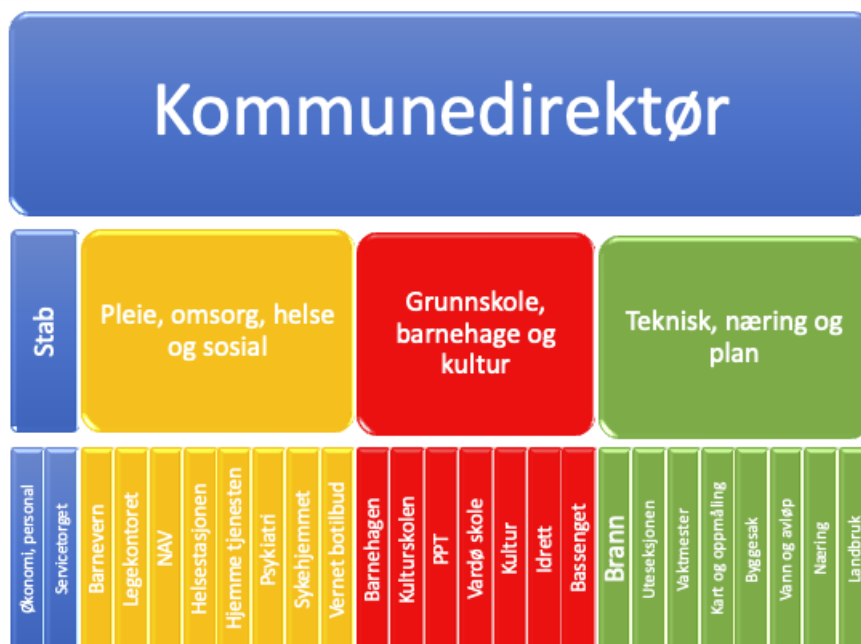 Kommunedirektør
Stab
Pleie, omsorg, helse
og sosial
Grunnskole,
barnehage og
kultur
Teknisk, næring og
plan
Økonomi, personal
Servicetorget
Barnevern
Legekontoret
NAV
Helsestasjonen
Hjemme tjenesten
Psykiatri
Sykehjemmet
Vernet botilbud
Barnehagen
Kulturskolen
PPT
Vardø skole
Kultur
Idrett
Bassenget
Brann
Uteseksjonen
Vaktmester
Kart og oppmåling
Byggesak
Vann og avløp
Næring
Landbruk